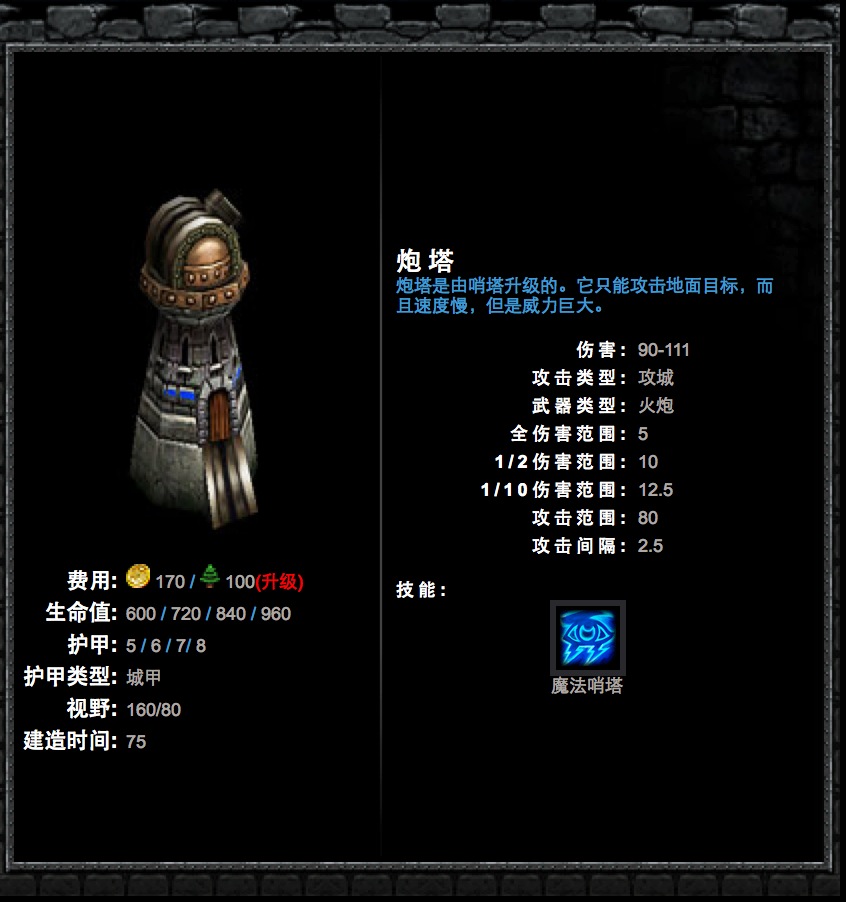 炮塔
炮塔是由哨塔升级的。它只能攻击地面目标，而
且速度慢，但是威力巨大。
伤害： 90-111
攻击类型： 攻城
武器类型： 火炮
全伤害范围： 5
1/2伤害范围： 10
1/10伤害范围： 12.5
攻击范围： 80
攻击间隔： 2.5
技能：
魔法哨塔
费用: 170 / 100(升级)
生命值: 600 / 720 / 840 / 960
护甲: 5 / 6 / 7/ 8
护甲类型: 城甲
视野: 160/80
建造时间: 75